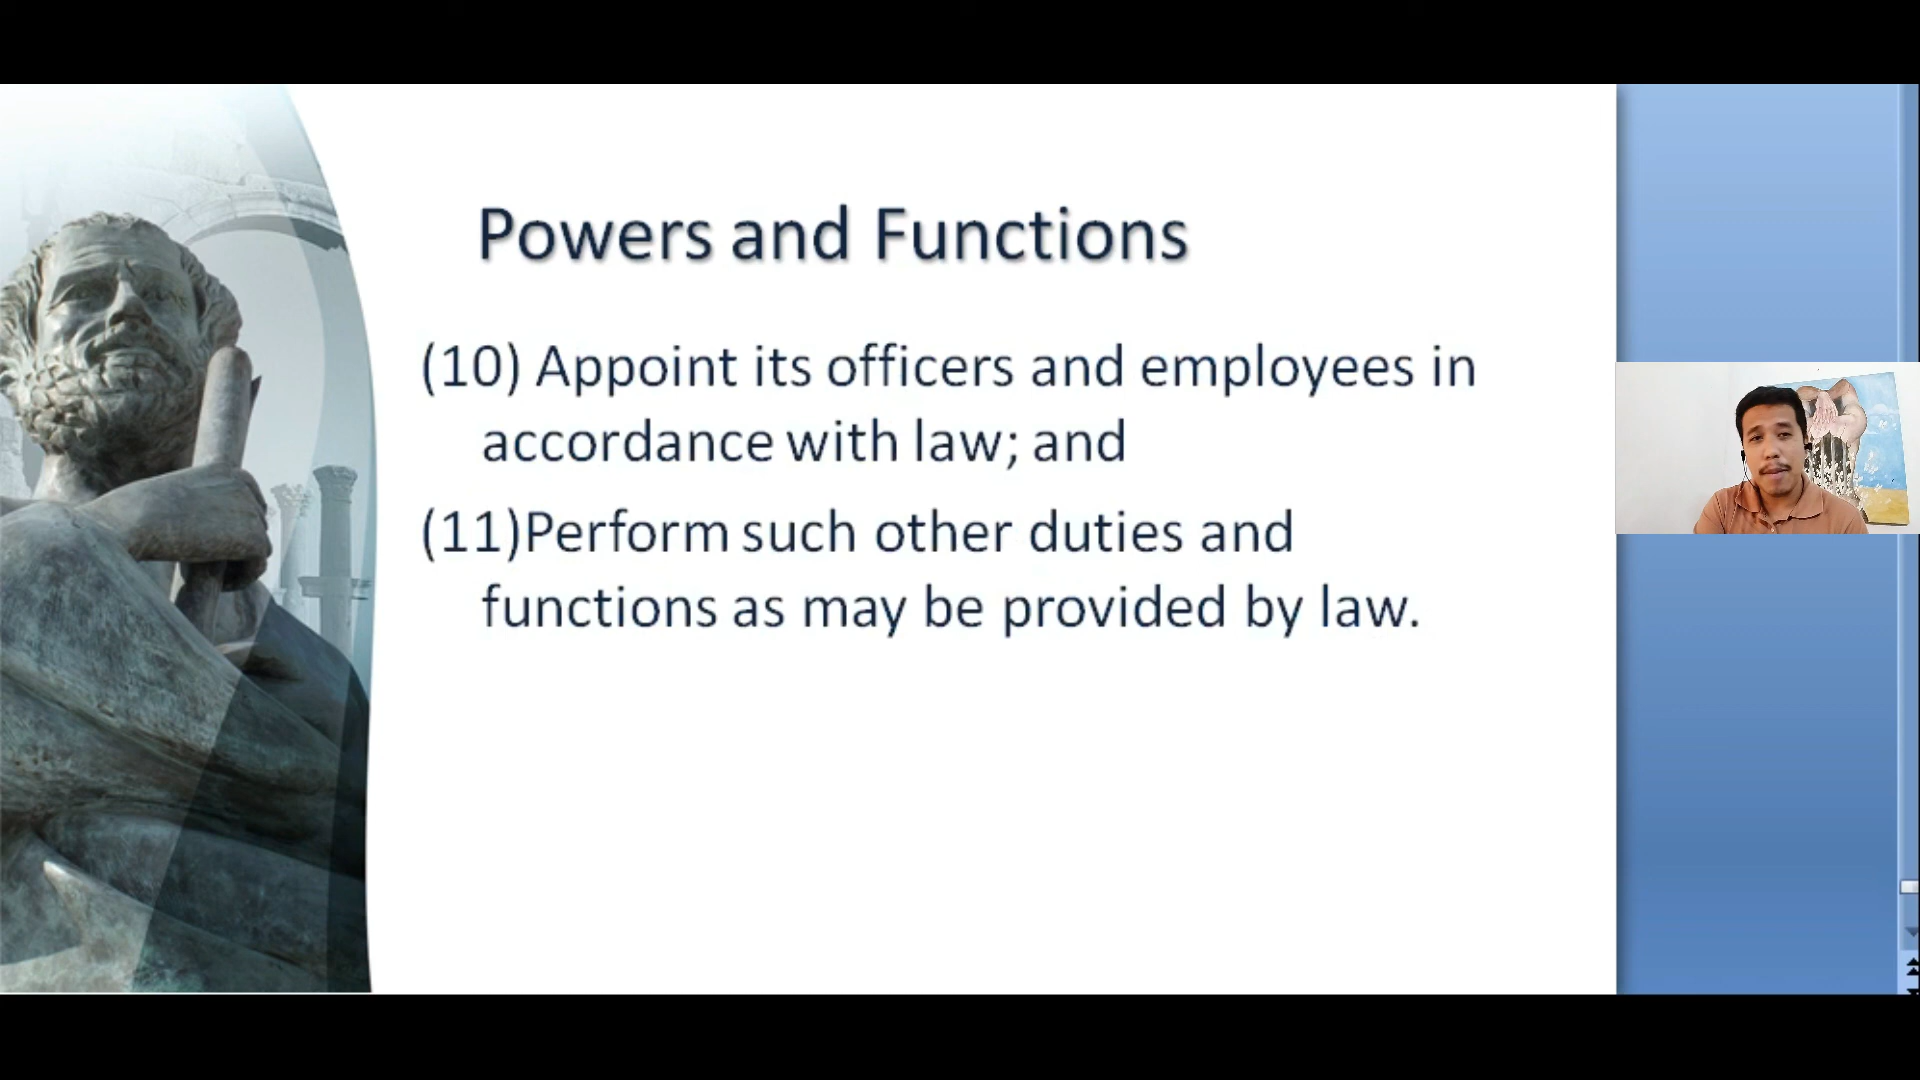 Powers and Functions
(10) Appoint its officers and employees in
accordance with law; and
(11)Perform such other duties and
functions as may be provided by law.